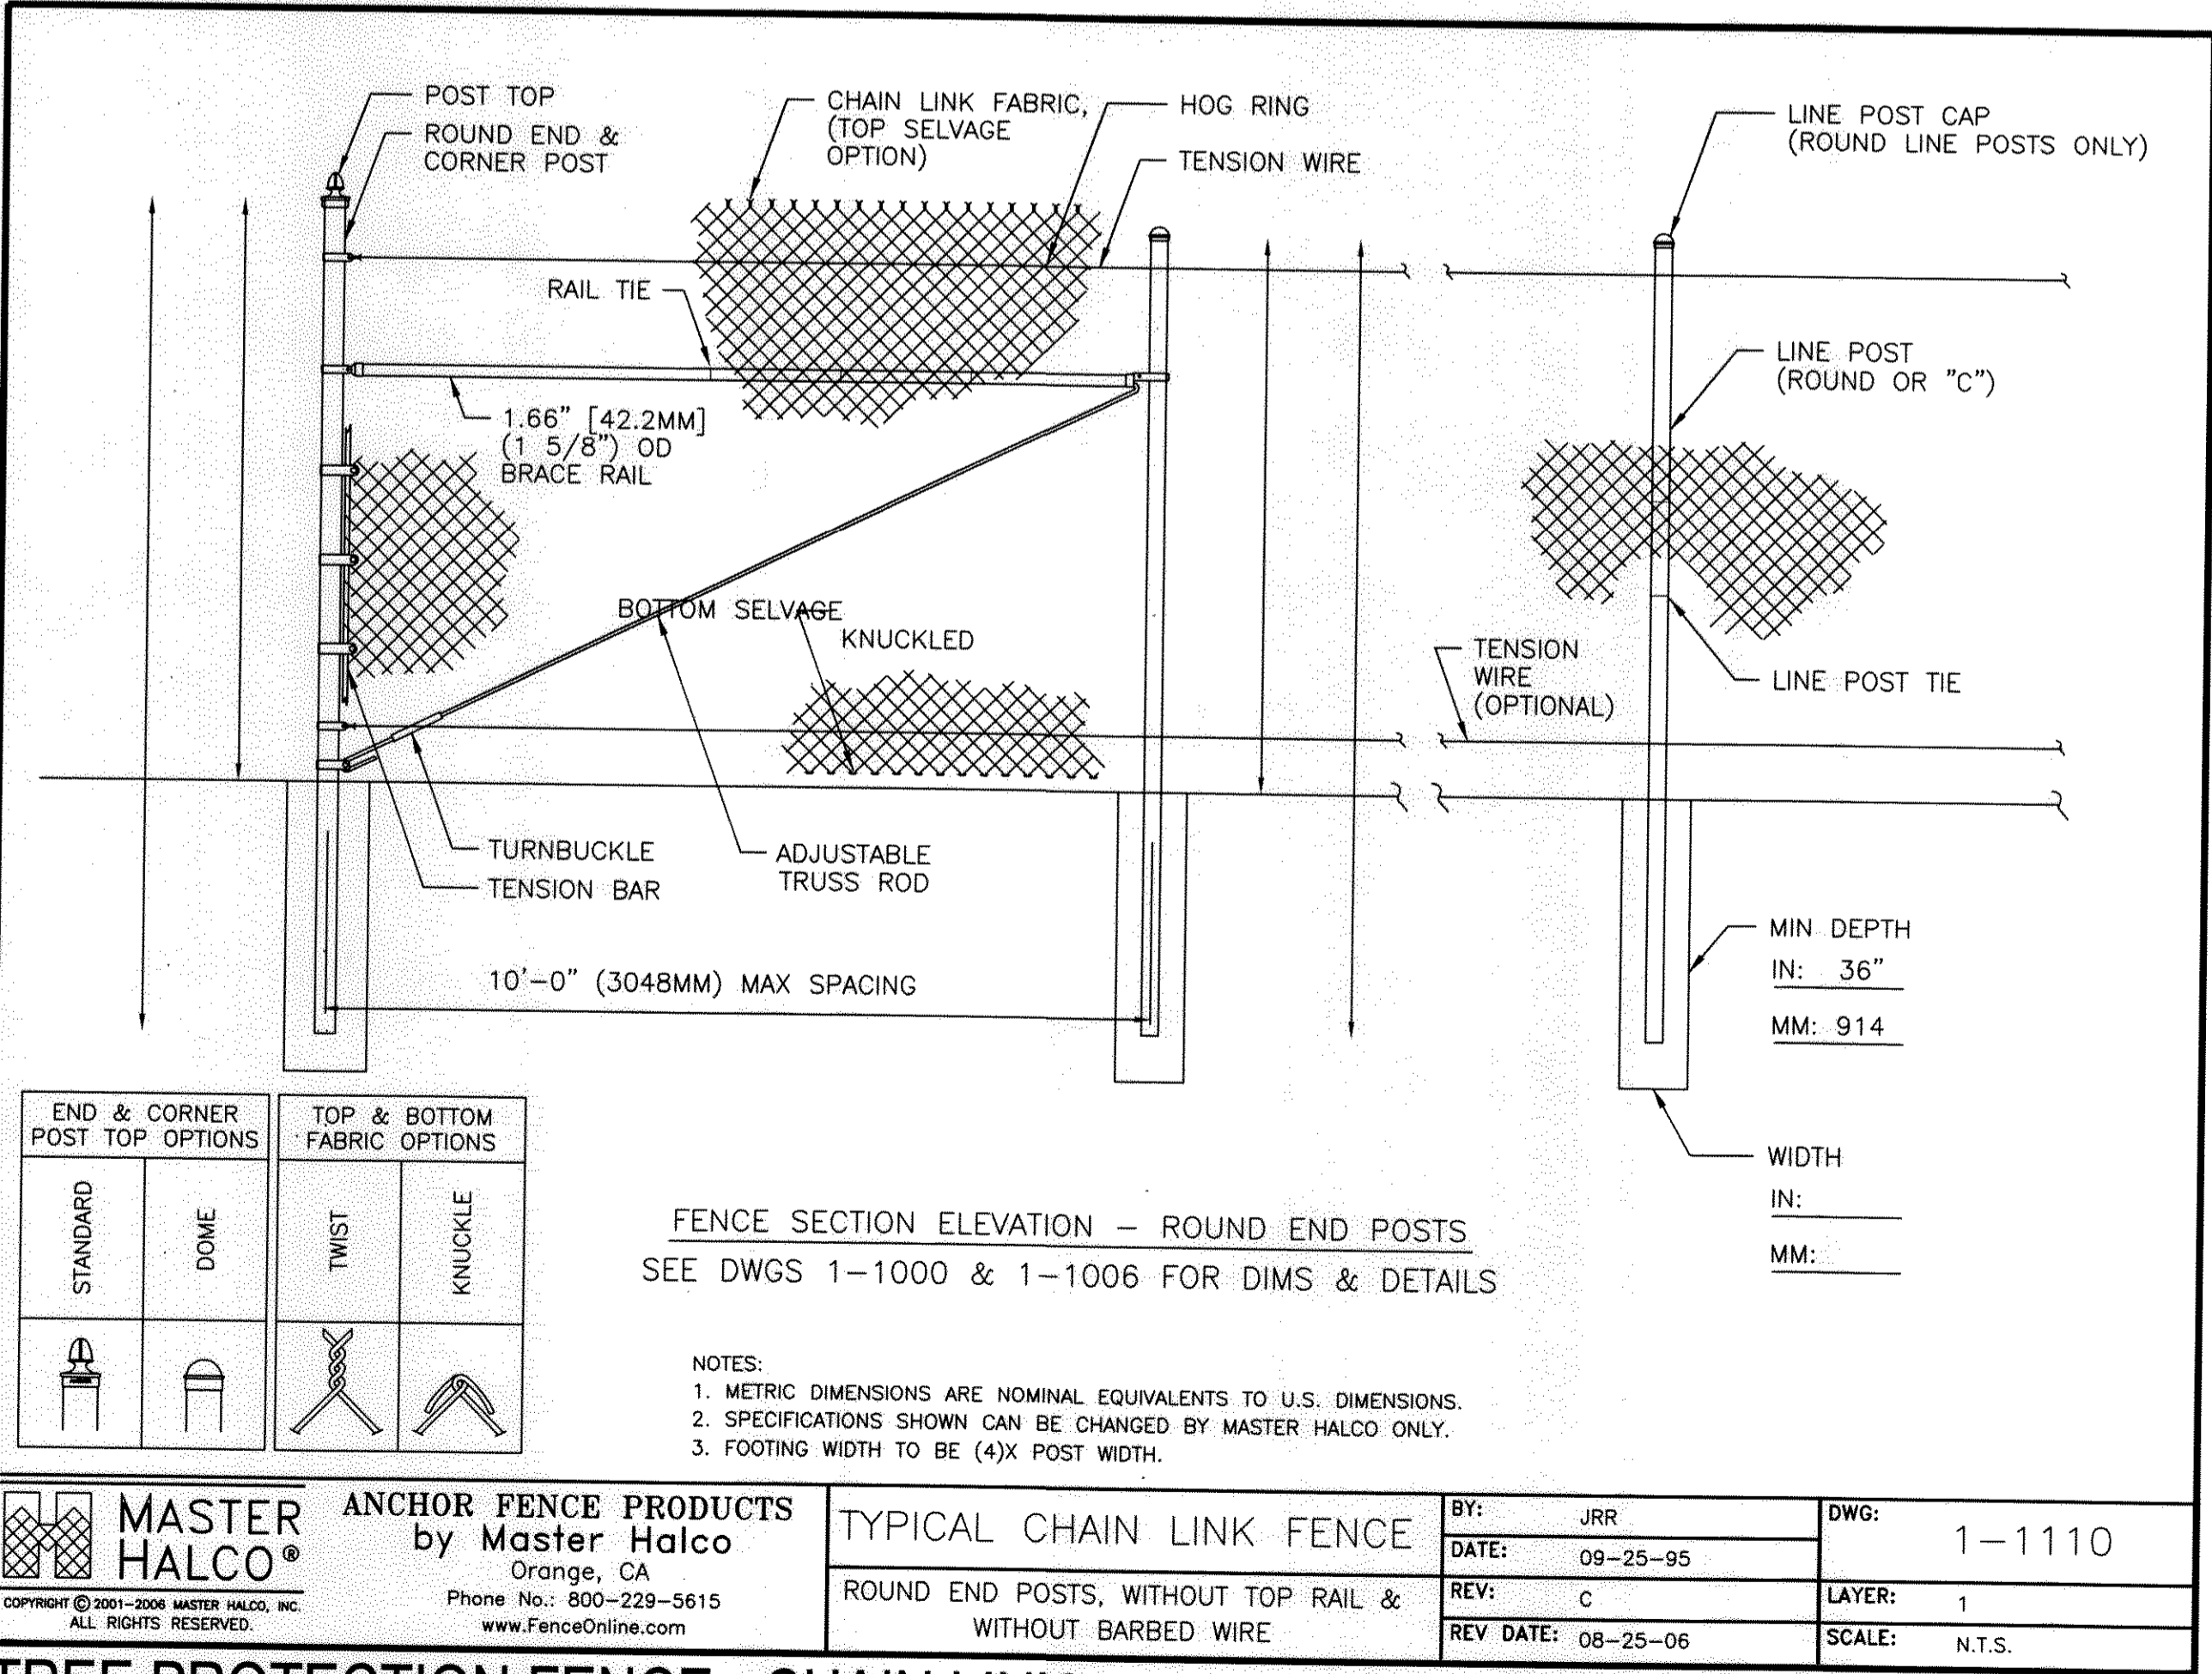 POST TOP
ROUND END &
CORNER POST
CHAIN LINK FABRIC,
(TOP SELVAGE
OPTION)
HOG RING
TENSION WIRE
LINE POST CAP
(ROUND LINE POSTS ONLY)
RAIL TIE
LINE POST
(ROUND OR "C")
1.66" [42.2MM]
(1 5/8") OD
BRACE RAIL
BOTTOM SELVAGE
KNUCKLED
TENSION
WIRE
(OPTIONAL)
LINE POST TIE
TURNBUCKLE
TENSION BAR
ADJUSTABLE
TRUSS ROD
10'-0" (3048MM) MAX SPACING
MIN DEPTH
IN: 36"
MM: 914
WIDTH
IN:
MM:
END & CORNER
POST TOP OPTIONS
STANDARD
DOME
TOP & BOTTOM
FABRIC OPTIONS
TWIST
KNUCKLE
FENCE SECTION ELEVATION – ROUND END POSTS
SEE DWGS 1-1000 & 1-1006 FOR DIMS & DETAILS
NOTES:
1. METRIC DIMENSIONS ARE NOMINAL EQUIVALENTS TO U.S. DIMENSIONS.
2. SPECIFICATIONS SHOWN CAN BE CHANGED BY MASTER HALCO ONLY.
3. FOOTING WIDTH TO BE (4)X POST WIDTH.
MASTER
HALCO®
COPYRIGHT © 2001-2006 MASTER HALCO, INC.
ALL RIGHTS RESERVED.
ANCHOR FENCE PRODUCTS
by Master Halco
Orange, CA
Phone No.: 800-229-5615
www.FenceOnline.com
TYPICAL CHAIN LINK FENCE
ROUND END POSTS, WITHOUT TOP RAIL &
WITHOUT BARBED WIRE
BY: JRR
DATE: 09-25-95
REV: C
REV DATE: 08-25-06
DWG: 1-1110
LAYER: 1
SCALE: N.T.S.
TREE PROTECTION FENCE - CHAIN LINK